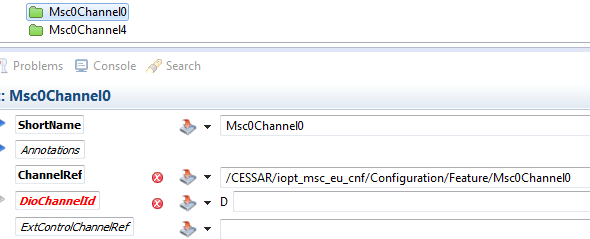 Msc0Channel0
Msc0Channel4
Problems Console Search
: Msc0Channel0
ShortName Msc0Channel0
Annotations
ChannelRef /CESSAR/iopt_msc_eu_cnf/Configuration/Feature/Msc0Channel0
DioChannelId D
ExtControlChannelRef